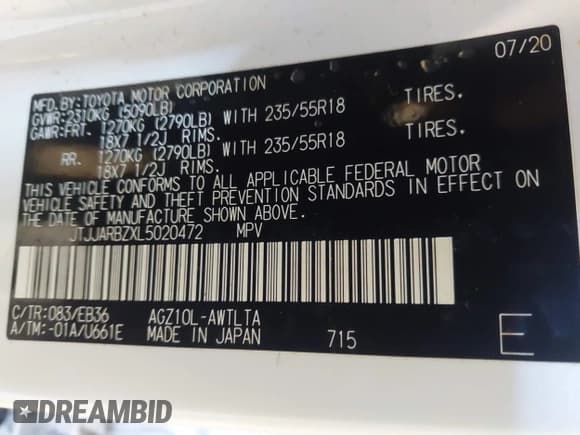 07/20
MFD.BY:TOYOTA MOTOR CORPORATION
GVWR:2310KG (5090LB)
GAWR:FRT. 1270KG (2790LB) WITH 235/55R18 TIRES.
18X7 1/2J RIMS.
RR. 1270KG (2790LB) WITH 235/55R18 TIRES.
18X7 1/2J RIMS.
THIS VEHICLE CONFORMS TO ALL APPLICABLE FEDERAL MOTOR
VEHICLE SAFETY AND THEFT PREVENTION STANDARDS IN EFFECT ON
THE DATE OF MANUFACTURE SHOWN ABOVE.
JTJJARBZXL5020472 MPV
C/TR:083/EB36 AGZ10L-AWTLTA
A/TM:-01A/U661E MADE IN JAPAN 715 E
DREAMBID